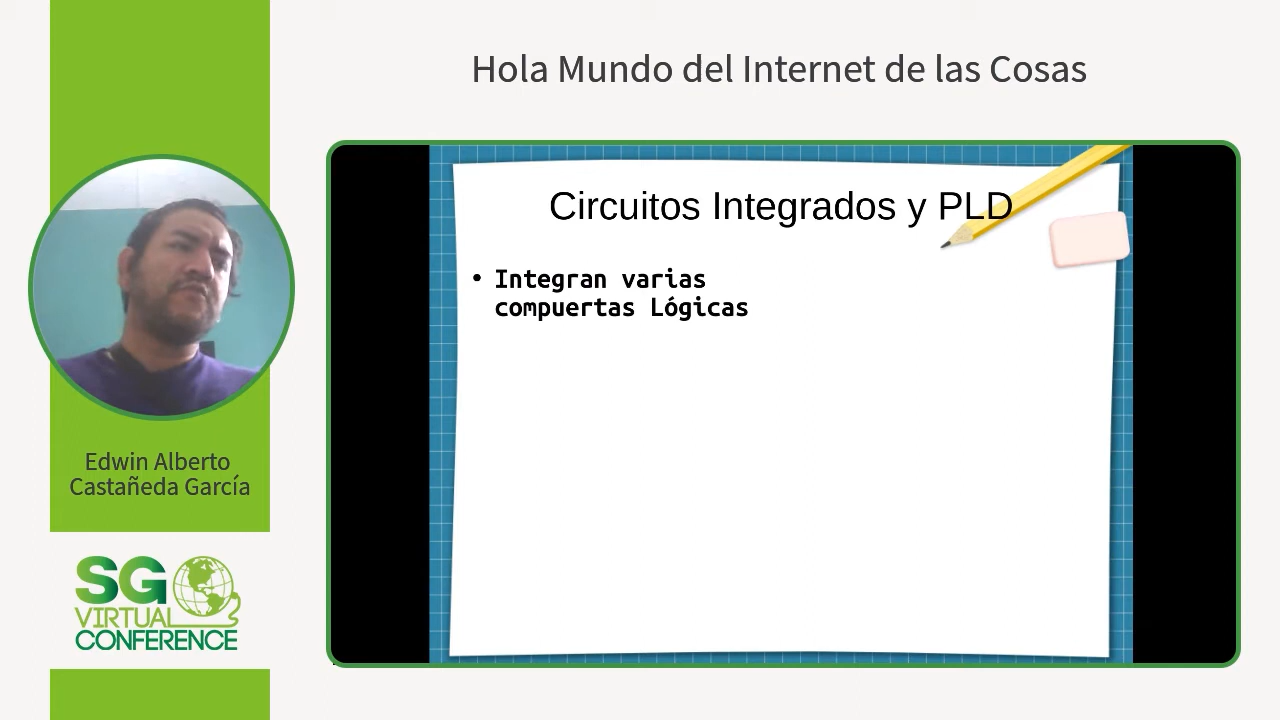 Hola Mundo del Internet de las Cosas
Circuitos Integrados y PLD
• Integran varias
compuertas Lógicas
Edwin Alberto
Castañeda García
SG
VIRTUAL
CONFERENCE